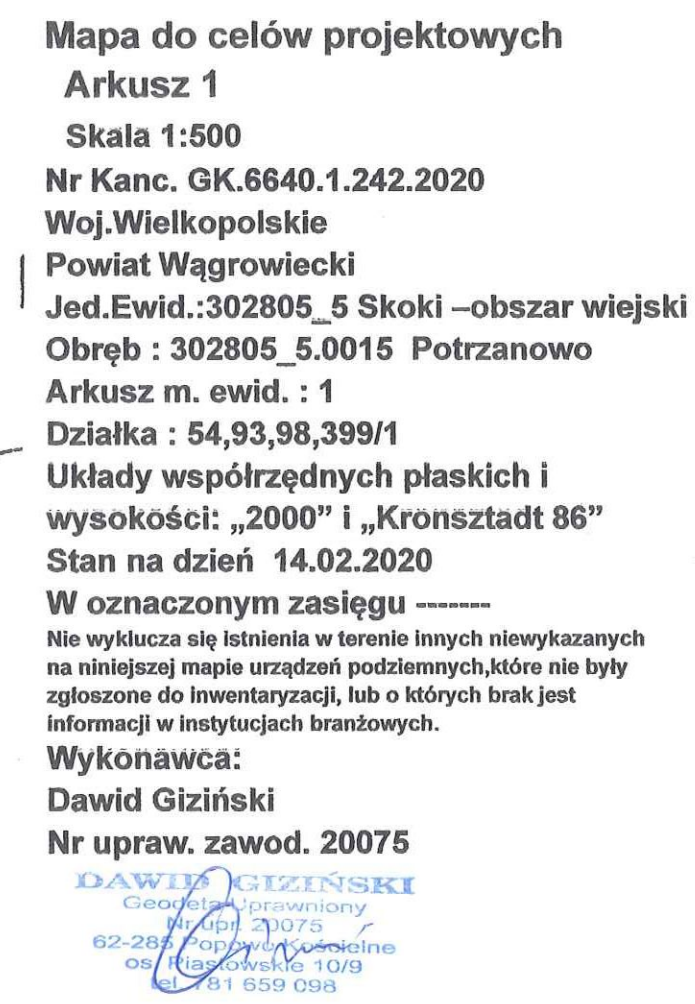 Mapa do celów projektowych
Arkusz 1
Skala 1:500
Nr Kanc. GK.6640.1.242.2020
Woj.Wielkopolskie
Powiat Wągrowiecki
Jed.Ewid.:302805_5 Skoki –obszar wiejski
Obręb : 302805_5.0015 Potrzanowo
Arkusz m. ewid. : 1
Działka : 54,93,98,399/1
Układy współrzędnych płaskich i
wysokości: „2000” i „Kronsztadt 86”
Stan na dzień 14.02.2020
W oznaczonym zasięgu -------
Nie wyklucza się istnienia w terenie innych niewykazanych
na niniejszej mapie urządzeń podziemnych,które nie były
zgłoszone do inwentaryzacji, lub o których brak jest
informacji w instytucjach branżowych.
Wykonawca:
Dawid Giziński
Nr upraw. zawod. 20075
DAWID GIZIŃSKI
Geodeta Uprawniony
Nr upr. 20075
62-285 Popowo Kościelne
os. Piastowskie 10/9
tel. 781 659 098